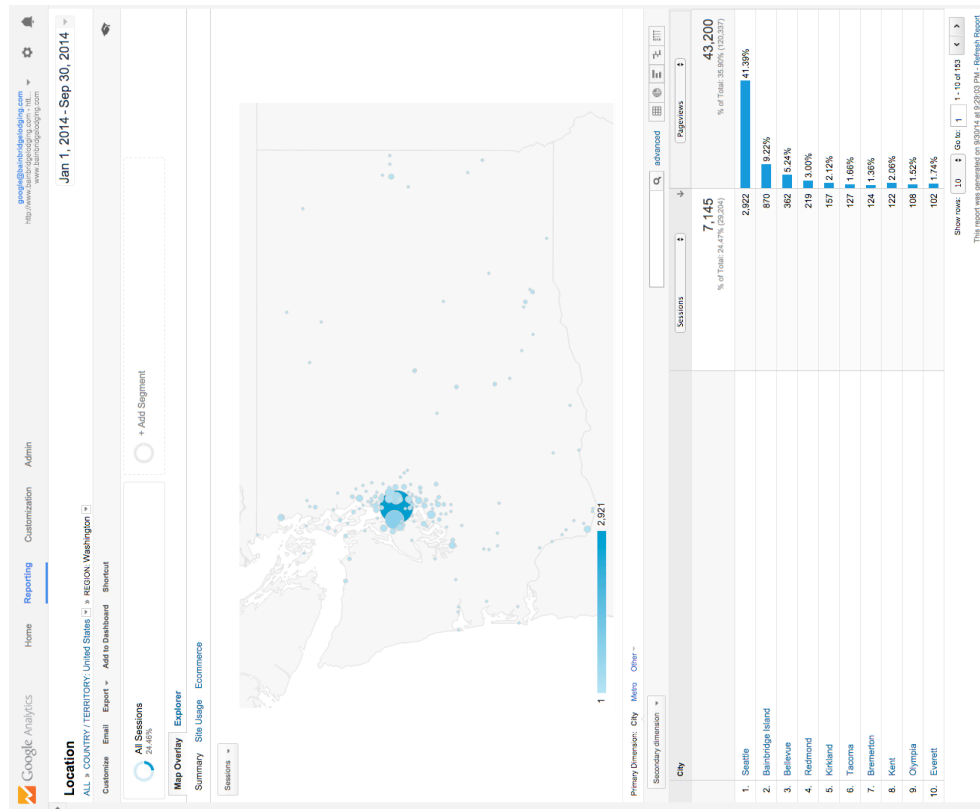 Google Analytics Home Reporting Customization Admin
google@bainbridgelodging.com
http://www.bainbridgelodging.com - htt...
www.bainbridgelodging.com
Location
Jan 1, 2014 - Sep 30, 2014
ALL » COUNTRY / TERRITORY: United States » REGION: Washington
Customize Email Export Add to Dashboard Shortcut
All Sessions
24.46%
+ Add Segment
Map Overlay Explorer
Summary Site Usage Ecommerce
Sessions
1 2,921
Primary Dimension: City Metro Other
Secondary dimension advanced
City Sessions Pageviews
7,145 43,200
% of Total: 24.47% (29,204) % of Total: 35.90% (120,337)
1. Seattle 2,922 41.39%
2. Bainbridge Island 870 9.22%
3. Bellevue 362 5.24%
4. Redmond 219 3.00%
5. Kirkland 157 2.12%
6. Tacoma 127 1.66%
7. Bremerton 124 1.36%
8. Kent 122 2.06%
9. Olympia 108 1.52%
10. Everett 102 1.74%
Show rows: 10 Go to: 1 1 - 10 of 153
This report was generated on 9/30/14 at 9:29:03 PM - Refresh Report